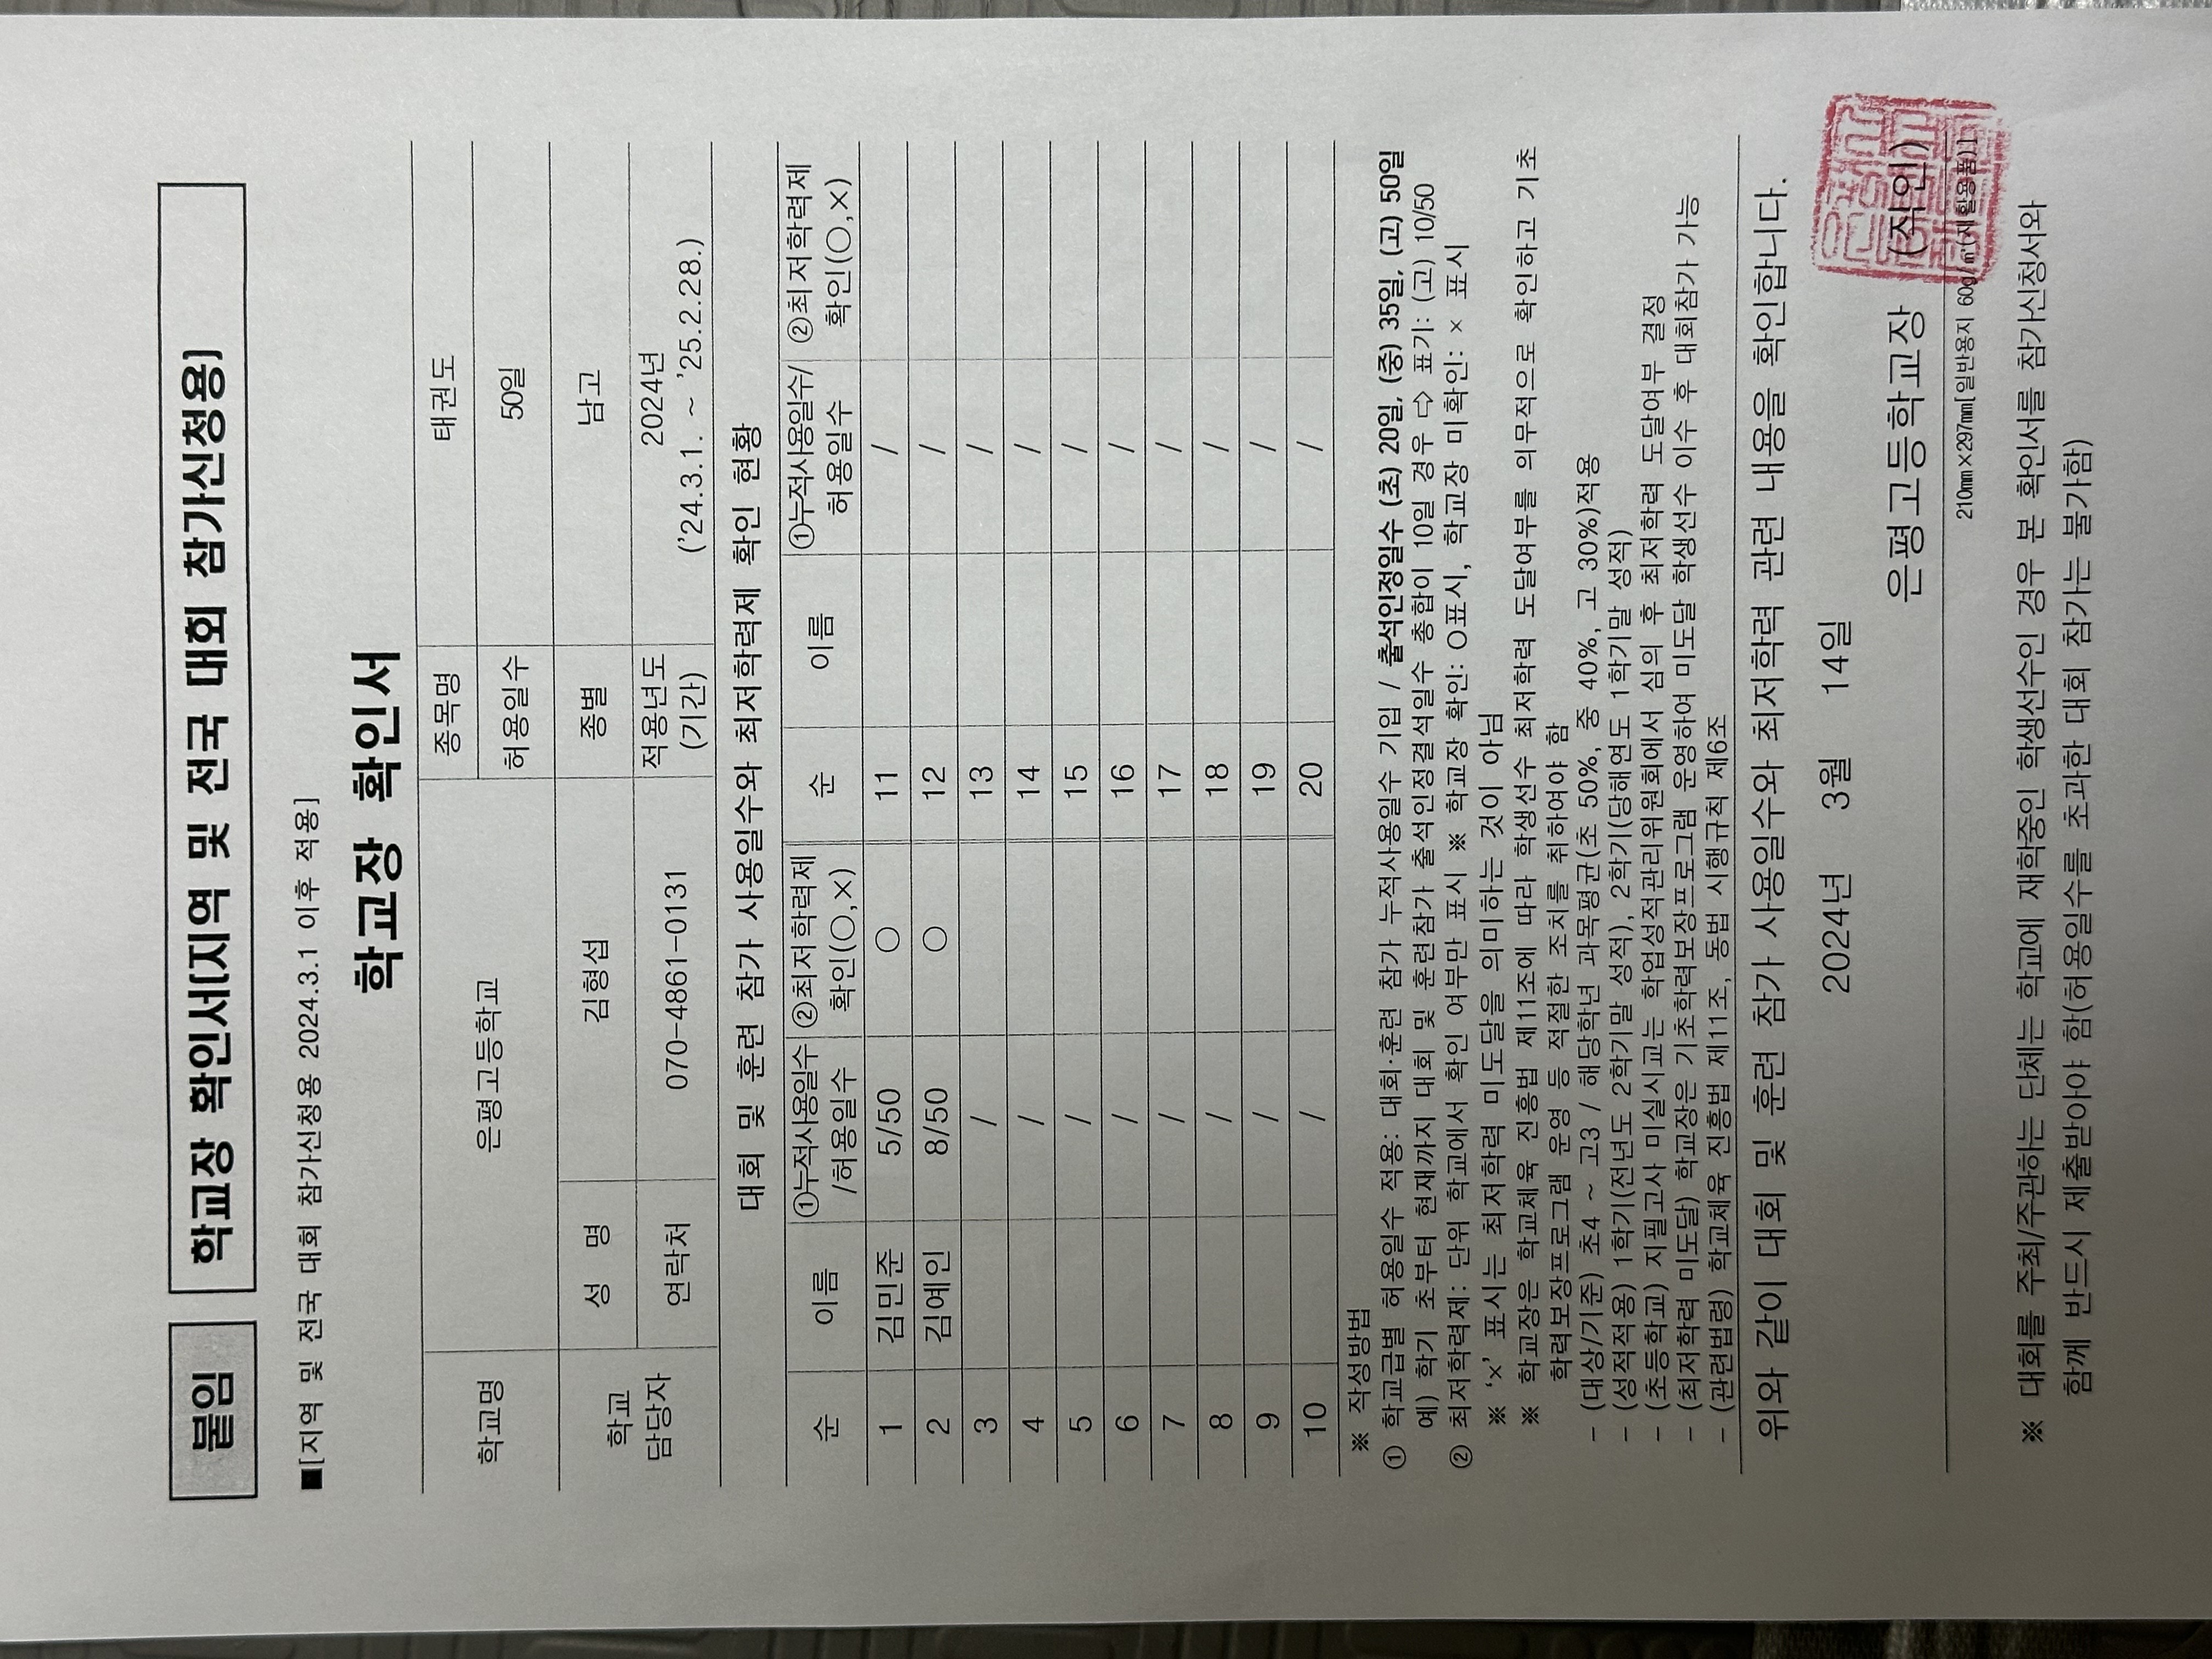 붙임 학교장 확인서[지역 및 전국 대회 참가신청용]
■[지역 및 전국 대회 참가신청용 2024.3.1 이후 적용]
학교장 확인서
학교명 은평고등학교 종목명 태권도
허용일수 50일
학교 담당자 성 명 김형섭 종별 남고
연락처 070-4861-0131 적용년도 (기간) 2024년 ('24.3.1. ~ '25.2.28.)
대회 및 훈련 참가 사용일수와 최저학력제 확인 현황
순 이름 ①누적사용일수 /허용일수 ②최저학력제 확인(○,×) 순 이름 ①누적사용일수/ 허용일수 ②최저학력제 확인(○,×)
1 김민준 5/50 ○ 11 /
2 김예인 8/50 ○ 12 /
3 / 13 /
4 / 14 /
5 / 15 /
6 / 16 /
7 / 17 /
8 / 18 /
9 / 19 /
10 / 20 /
※ 작성방법
① 학교급별 허용일수 적용: 대회·훈련 참가 누적사용일수 기입 / 출석인정일수 (초) 20일, (중) 35일, (고) 50일
예) 학기 초부터 현재까지 대회 및 훈련참가 출석인정결석일수 총합이 10일 경우 ⇨ 표기: (고) 10/50
② 최저학력제: 단위 학교에서 확인 여부만 표시 ※ 학교장 확인: ○표시, 학교장 미확인: × 표시
※ '×' 표시는 최저학력 미도달을 의미하는 것이 아님
※ 학교장은 학교체육 진흥법 제11조에 따라 학생선수 최저학력 도달여부를 의무적으로 확인하고 기초
학력보장프로그램 운영 등 적절한 조치를 취하여야 함
- (대상/기준) 초4 ~ 고3 / 해당학년 과목평균(초 50%, 중 40%, 고 30%)적용
- (성적적용) 1학기(전년도 2학기말 성적), 2학기(당해연도 1학기말 성적)
- (초등학교) 지필고사 미실시교는 학업성적관리위원회에서 심의 후 최저학력 도달여부 결정
- (최저학력 미도달) 학교장은 기초학력보장프로그램 운영하여 미도달 학생선수 이수 후 대회참가 가능
- (관련법령) 학교체육 진흥법 제11조, 동법 시행규칙 제6조
위와 같이 대회 및 훈련 참가 사용일수와 최저학력 관련 내용을 확인합니다.
2024년 3월 14일
은평고등학교장 (직인)
210㎜×297㎜[일반용지 60g/㎡(재활용품)]
※ 대회를 주최/주관하는 단체는 학교에 재학중인 학생선수인 경우 본 확인서를 참가신청서와
함께 반드시 제출받아야 함(허용일수를 초과한 대회 참가는 불가함)